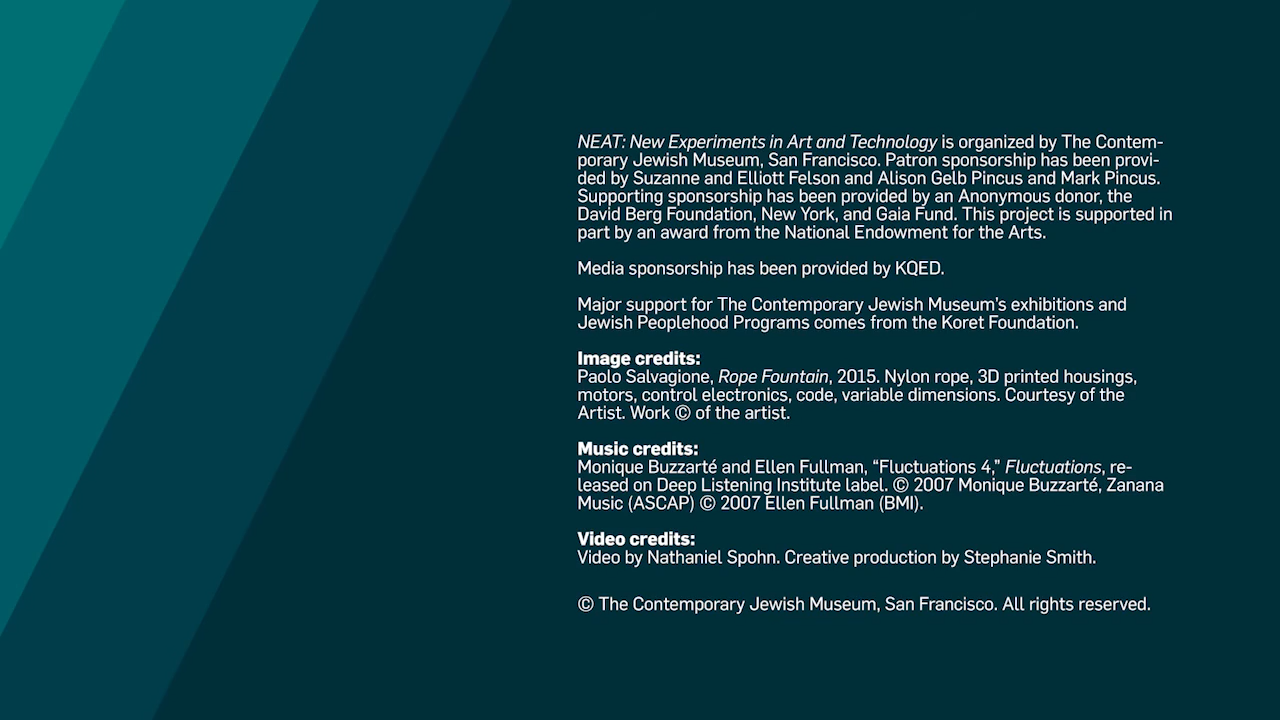 NEAT: New Experiments in Art and Technology is organized by The Contem-
porary Jewish Museum, San Francisco. Patron sponsorship has been provi-
ded by Suzanne and Elliott Felson and Alison Gelb Pincus and Mark Pincus.
Supporting sponsorship has been provided by an Anonymous donor, the
David Berg Foundation, New York, and Gaia Fund. This project is supported in
part by an award from the National Endowment for the Arts.
Media sponsorship has been provided by KQED.
Major support for The Contemporary Jewish Museum’s exhibitions and
Jewish Peoplehood Programs comes from the Koret Foundation.
Image credits:
Paolo Salvagione, Rope Fountain, 2015. Nylon rope, 3D printed housings,
motors, control electronics, code, variable dimensions. Courtesy of the
Artist. Work © of the artist.
Music credits:
Monique Buzzarté and Ellen Fullman, “Fluctuations 4,” Fluctuations, re-
leased on Deep Listening Institute label. © 2007 Monique Buzzarté, Zanana
Music (ASCAP) © 2007 Ellen Fullman (BMI).
Video credits:
Video by Nathaniel Spohn. Creative production by Stephanie Smith.
© The Contemporary Jewish Museum, San Francisco. All rights reserved.